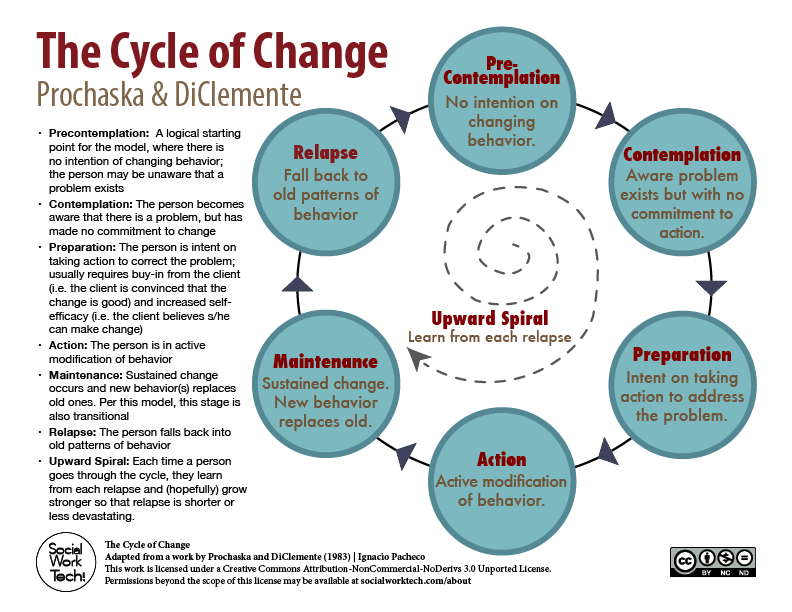 The Cycle of Change
Prochaska & DiClemente
· Precontemplation: A logical starting
point for the model, where there is
no intention of changing behavior;
the person may be unaware that a
problem exists
· Contemplation: The person becomes
aware that there is a problem, but has
made no commitment to change
· Preparation: The person is intent on
taking action to correct the problem;
usually requires buy-in from the client
(i.e. the client is convinced that the
change is good) and increased self-
efficacy (i.e. the client believes s/he
can make change)
· Action: The person is in active
modification of behavior
· Maintenance: Sustained change
occurs and new behavior(s) replaces
old ones. Per this model, this stage is
also transitional
· Relapse: The person falls back into
old patterns of behavior
· Upward Spiral: Each time a person
goes through the cycle, they learn
from each relapse and (hopefully) grow
stronger so that relapse is shorter or
less devastating.
Pre-
Contemplation
No intention on
changing
behavior.
Contemplation
Aware problem
exists but with no
commitment to
action.
Preparation
Intent on taking
action to address
the problem.
Action
Active modification
of behavior.
Maintenance
Sustained change.
New behavior
replaces old.
Relapse
Fall back to
old patterns of
behavior
Upward Spiral
Learn from each relapse
Social
Work
Tech!
The Cycle of Change
Adapted from a work by Prochaska and DiClemente (1983) | Ignacio Pacheco
This work is licensed under a Creative Commons Attribution-NonCommercial-NoDerivs 3.0 Unported License.
Permissions beyond the scope of this license may be available at socialworktech.com/about
cc
BY NC ND